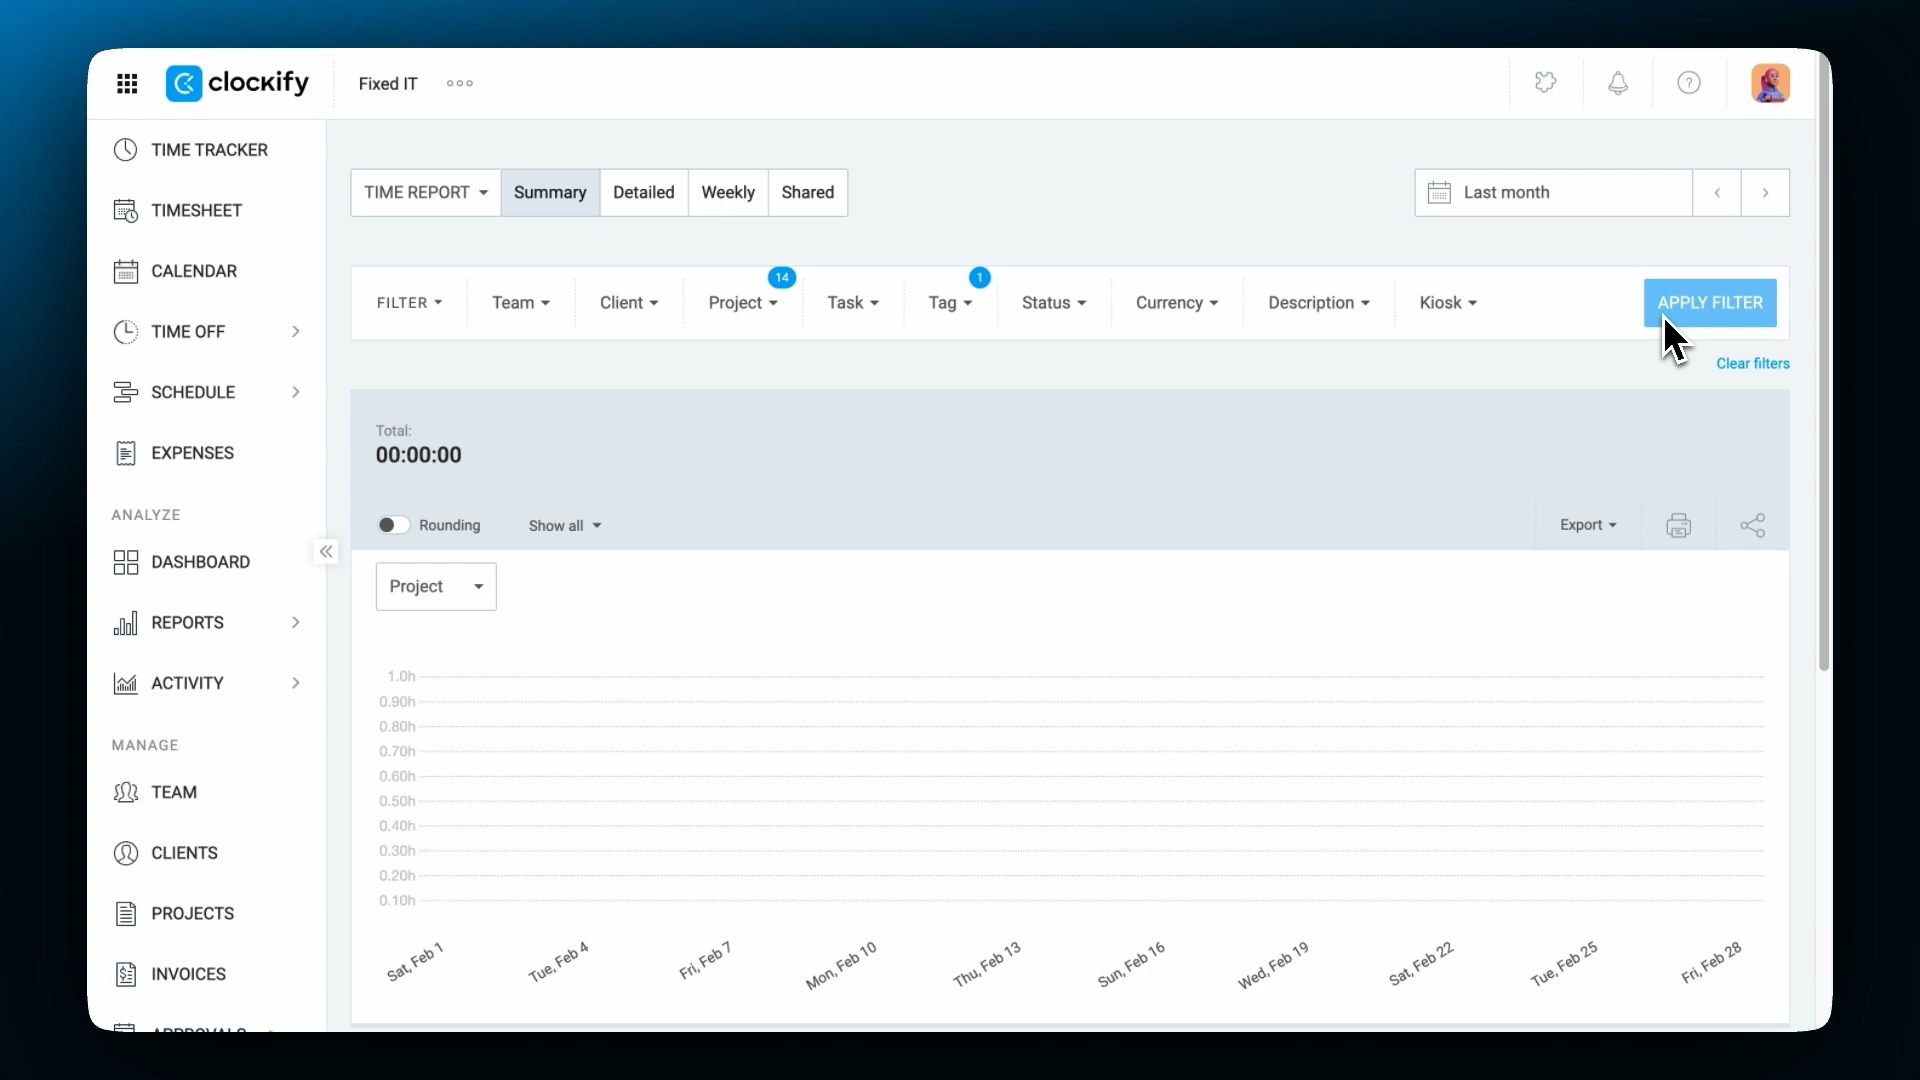 clockify
Fixed IT
?
TIME TRACKER
TIMESHEET
CALENDAR
TIME OFF
SCHEDULE
EXPENSES
ANALYZE
DASHBOARD
REPORTS
ACTIVITY
MANAGE
TEAM
CLIENTS
PROJECTS
INVOICES
TIME REPORT
Summary
Detailed
Weekly
Shared
Last month
FILTER
Team
Client
Project
14
Task
Tag
1
Status
Currency
Description
Kiosk
APPLY FILTER
Clear filters
Total:
00:00:00
Rounding
Show all
Export
Project
1.0h
0.90h
0.80h
0.70h
0.60h
0.50h
0.40h
0.30h
0.20h
0.10h
Sat, Feb 1
Tue, Feb 4
Fri, Feb 7
Mon, Feb 10
Thu, Feb 13
Sun, Feb 16
Wed, Feb 19
Sat, Feb 22
Tue, Feb 25
Fri, Feb 28